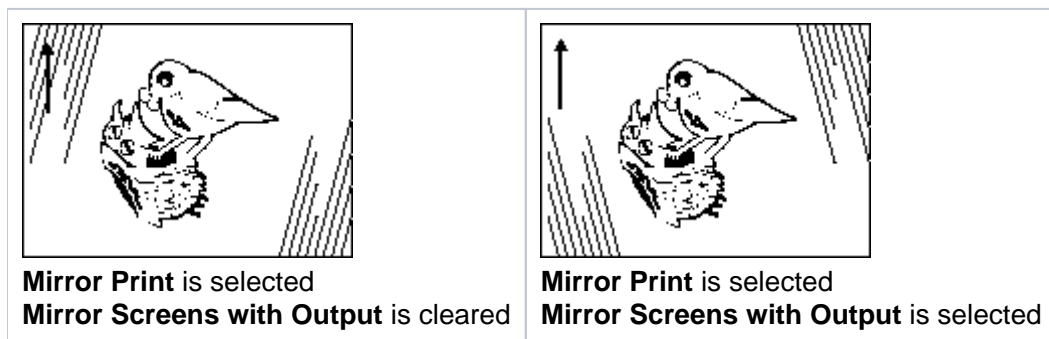 Mirror Print is selected
Mirror Screens with Output is cleared
Mirror Print is selected
Mirror Screens with Output is selected